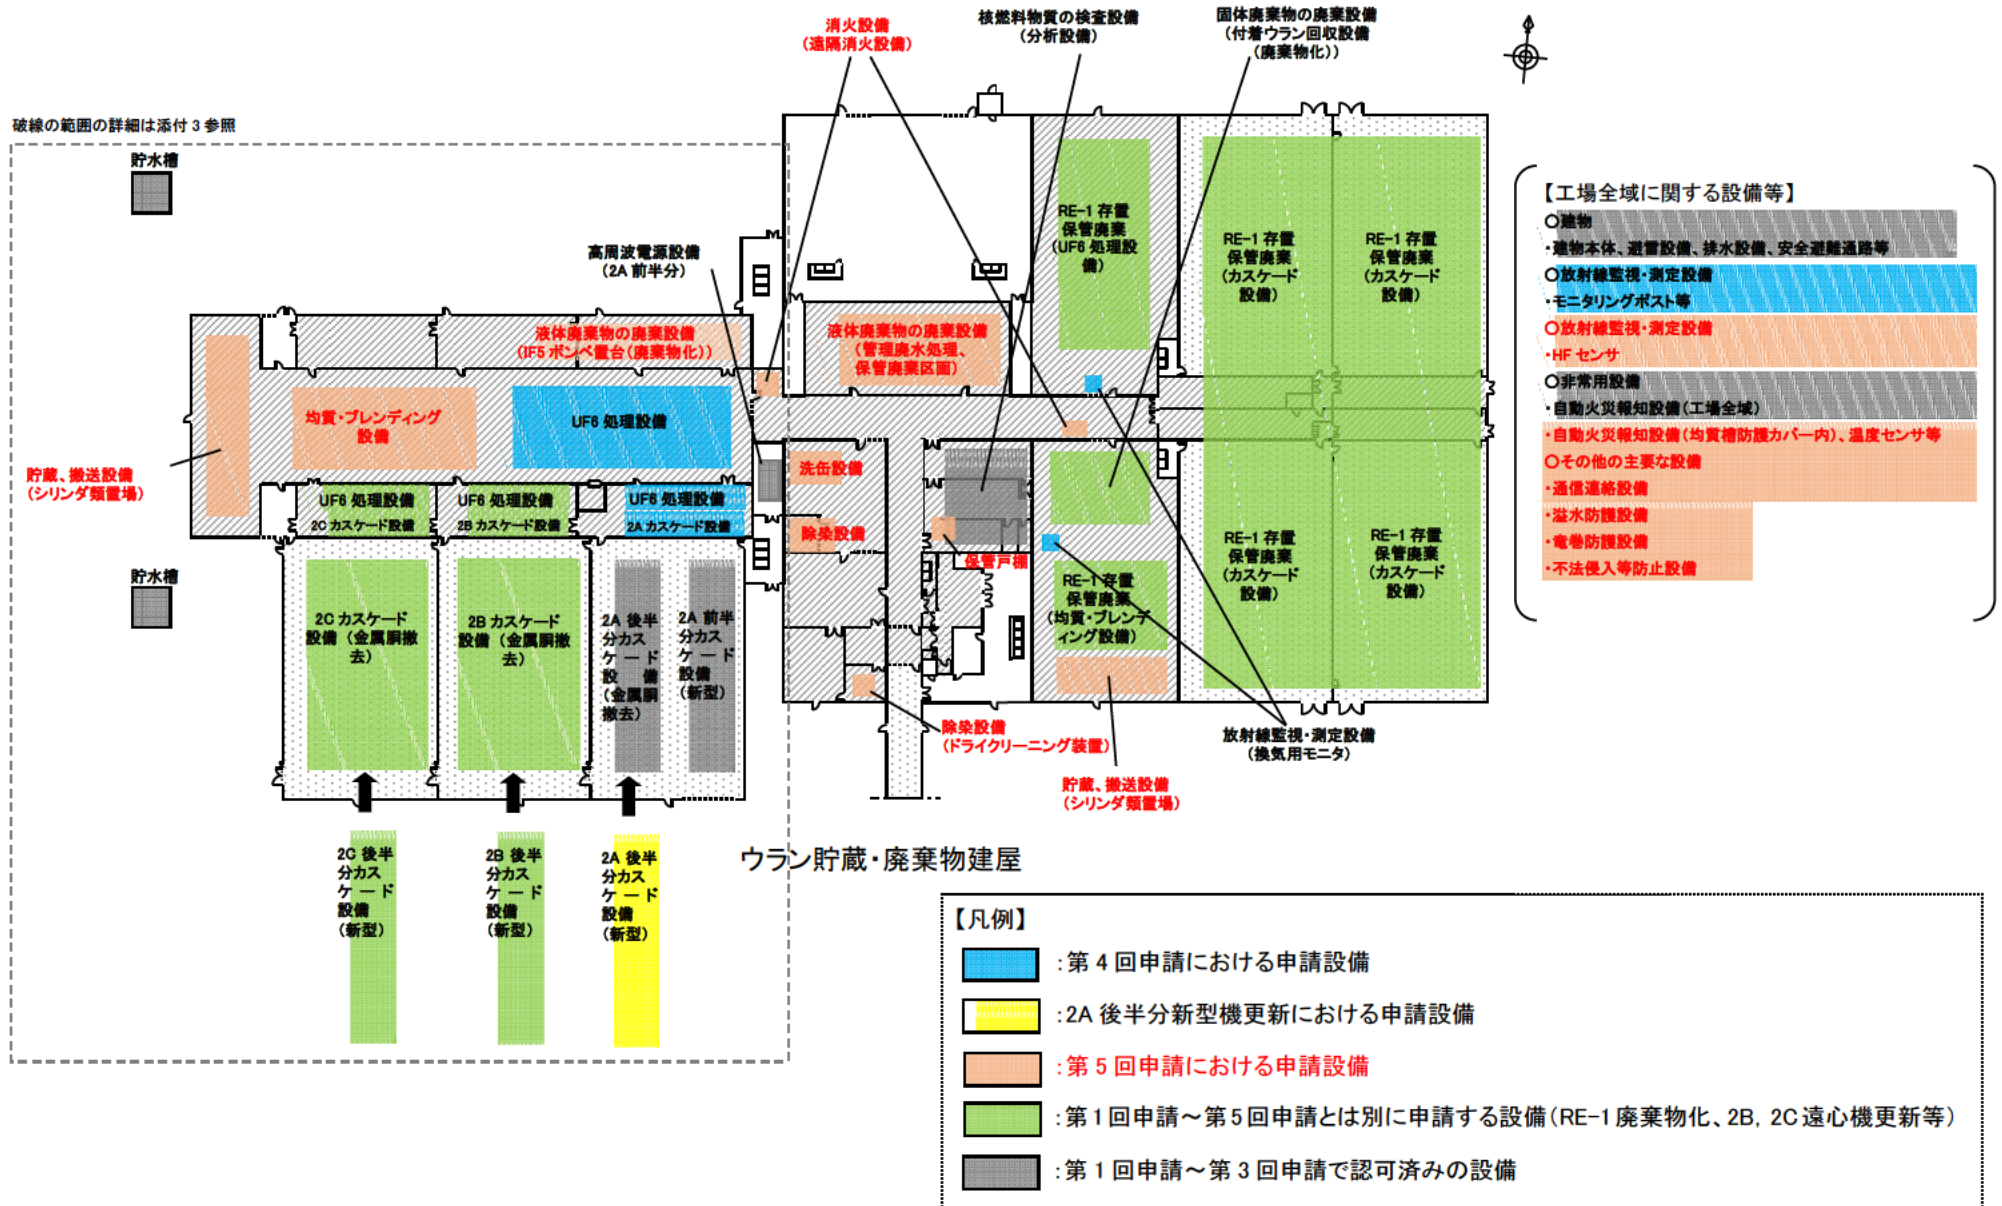 消火設備
(遠隔消火設備)
核燃料物質の検査設備
(分析設備)
固体廃棄物の廃棄設備
(付着ウラン回収設備
(廃棄物化))
破線の範囲の詳細は添付3参照
貯水槽
高周波電源設備
(2A 前半分)
液体廃棄物の廃棄設備
(IF5 ボンベ置台(廃棄物化))
液体廃棄物の廃棄設備
(管理廃水処理、
保管廃棄区画)
RE-1 存置
保管廃棄
(UF6 処理設
備)
RE-1 存置
保管廃棄
(カスケード
設備)
RE-1 存置
保管廃棄
(カスケード
設備)
均質・ブレンディング
設備
UF6 処理設備
貯蔵、搬送設備
(シリンダ類置場)
UF6 処理設備
2C カスケード設備
UF6 処理設備
2B カスケード設備
UF6 処理設備
2A カスケード設備
洗缶設備
除染設備
保管戸棚
RE-1 存置
保管廃棄
(均質・ブレンデ
ィング設備)
RE-1 存置
保管廃棄
(カスケード
設備)
RE-1 存置
保管廃棄
(カスケード
設備)
貯水槽
2C カスケード
設備(金属胴撤
去)
2B カスケード
設備(金属胴撤
去)
2A 後半
分カス
ケード
設備
(金属胴
撤去)
2A 前半
分カス
ケード
設備
(新型)
除染設備
(ドライクリーニング装置)
貯蔵、搬送設備
(シリンダ類置場)
放射線監視・測定設備
(換気用モニタ)
2C 後半
分カス
ケード
設備
(新型)
2B 後半
分カス
ケード
設備
(新型)
2A 後半
分カス
ケード
設備
(新型)
ウラン貯蔵・廃棄物建屋
【工場全域に関する設備等】
○建物
・建物本体、避雷設備、排水設備、安全避難通路等
○放射線監視・測定設備
・モニタリングポスト等
○放射線監視・測定設備
・HF センサ
○非常用設備
・自動火災報知設備(工場全域)
・自動火災報知設備(均質槽防護カバー内)、温度センサ等
○その他の主要な設備
・通信連絡設備
・溢水防護設備
・竜巻防護設備
・不法侵入等防止設備
【凡例】
:第4回申請における申請設備
:2A 後半分新型機更新における申請設備
:第5回申請における申請設備
:第1回申請～第5回申請とは別に申請する設備(RE-1 廃棄物化、2B, 2C 遠心機更新等)
:第1回申請～第3回申請で認可済みの設備